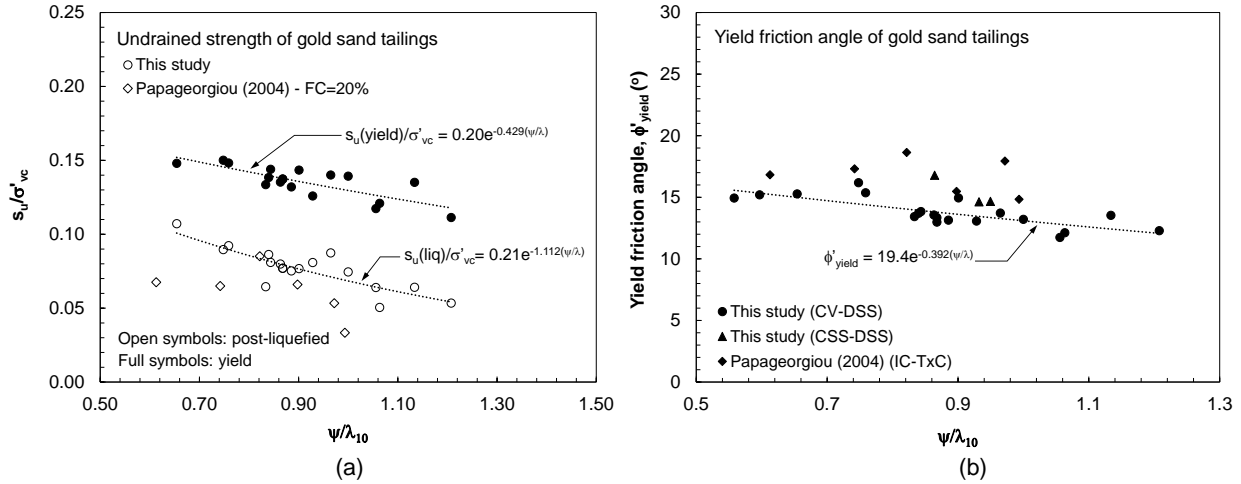 0.25
Undrained strength of gold sand tailings
This study
Papageorgiou (2004) - FC=20%
0.20
s_u(yield)/σ'_vc = 0.20e^-0.429(ψ/λ)
0.15
s_u/σ'_vc
0.10
s_u(liq)/σ'_vc= 0.21e^-1.112(ψ/λ)
0.05
Open symbols: post-liquefied
Full symbols: yield
0.00
0.50 0.70 0.90 1.10 1.30 1.50
ψ/λ_10
(a)
30
Yield friction angle of gold sand tailings
25
20
Yield friction angle, ϕ'_yield (°)
15
ϕ'_yield = 19.4e^-0.392(ψ/λ)
10
This study (CV-DSS)
5
This study (CSS-DSS)
Papageorgiou (2004) (IC-TxC)
0
0.5 0.7 0.9 1.1 1.3
ψ/λ_10
(b)